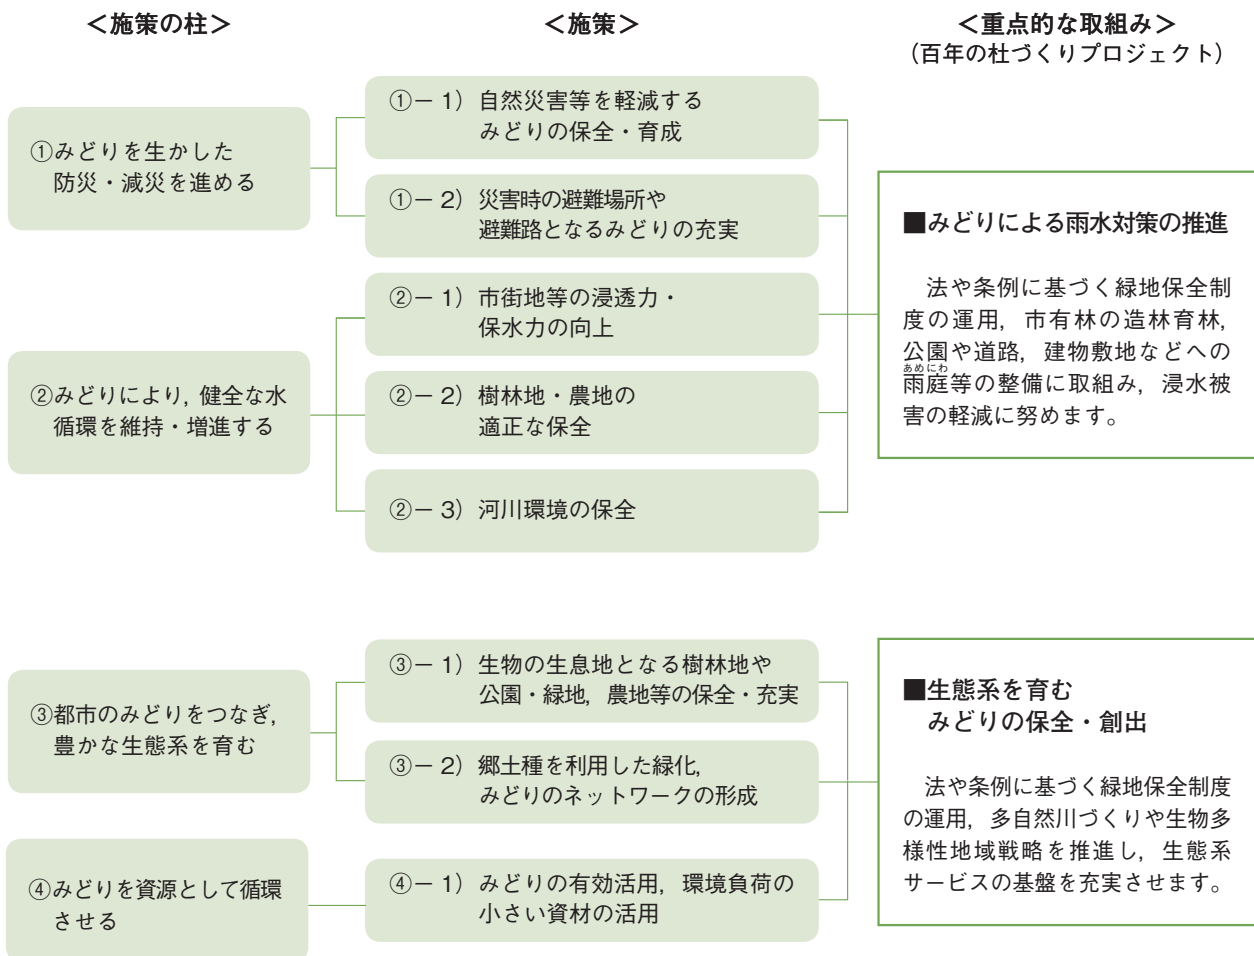 ＜施策の柱＞
＜施策＞
＜重点的な取組み＞
（百年の杜づくりプロジェクト）
①みどりを生かした
防災・減災を進める
①－１）自然災害等を軽減する
みどりの保全・育成
①－２）災害時の避難場所や
避難路となるみどりの充実
②みどりにより，健全な水
循環を維持・増進する
②－１）市街地等の浸透力・
保水力の向上
②－２）樹林地・農地の
適正な保全
②－３）河川環境の保全
■みどりによる雨水対策の推進
法や条例に基づく緑地保全制
度の運用，市有林の造林育林，
公園や道路，建物敷地などへの
あめにわ
雨庭等の整備に取組み，浸水被
害の軽減に努めます。
③都市のみどりをつなぎ，
豊かな生態系を育む
③－１）生物の生息地となる樹林地や
公園・緑地，農地等の保全・充実
③－２）郷土種を利用した緑化，
みどりのネットワークの形成
④みどりを資源として循環
させる
④－１）みどりの有効活用，環境負荷の
小さい資材の活用
■生態系を育む
みどりの保全・創出
法や条例に基づく緑地保全制度
の運用，多自然川づくりや生物多
様性地域戦略を推進し，生態系
サービスの基盤を充実させます。